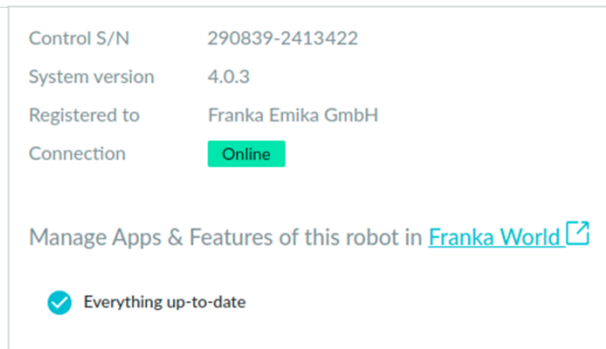 Control S/N 290839-2413422
System version 4.0.3
Registered to Franka Emika GmbH
Connection Online
Manage Apps & Features of this robot in Franka World
Everything up-to-date